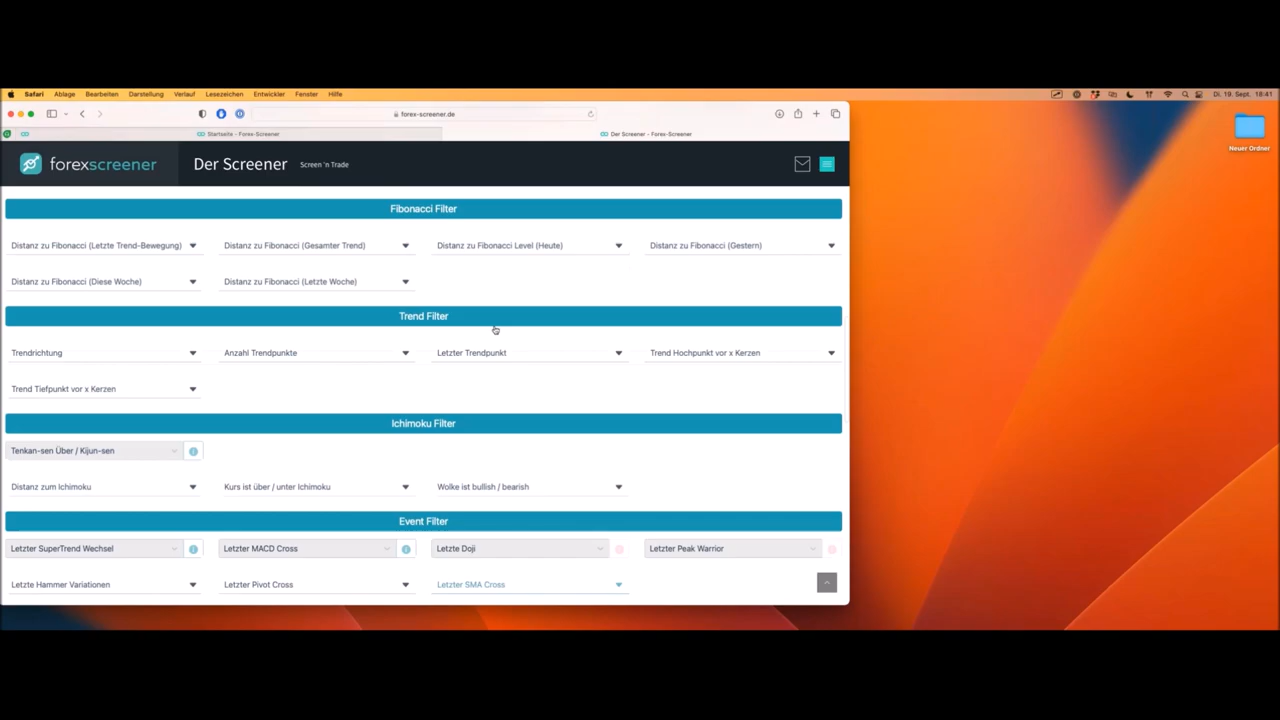 Safari Ablage Bearbeiten Darstellung Verlauf Lesezeichen Entwickler Fenster Hilfe Di. 19. Sept. 18:41
forex-screener.de
Startseite - Forex-Screener Der Screener - Forex-Screener
forexscreener Der Screener Screen 'n Trade
Neuer Ordner
Fibonacci Filter
Distanz zu Fibonacci (Letzte Trend-Bewegung) Distanz zu Fibonacci (Gesamter Trend) Distanz zu Fibonacci Level (Heute) Distanz zu Fibonacci (Gestern)
Distanz zu Fibonacci (Diese Woche) Distanz zu Fibonacci (Letzte Woche)
Trend Filter
Trendrichtung Anzahl Trendpunkte Letzter Trendpunkt Trend Hochpunkt vor x Kerzen
Trend Tiefpunkt vor x Kerzen
Ichimoku Filter
Tenkan-sen Über / Kijun-sen
Distanz zum Ichimoku Kurs ist über / unter Ichimoku Wolke ist bullish / bearish
Event Filter
Letzter SuperTrend Wechsel Letzter MACD Cross Letzte Doji Letzter Peak Warrior
Letzte Hammer Variationen Letzter Pivot Cross Letzter SMA Cross